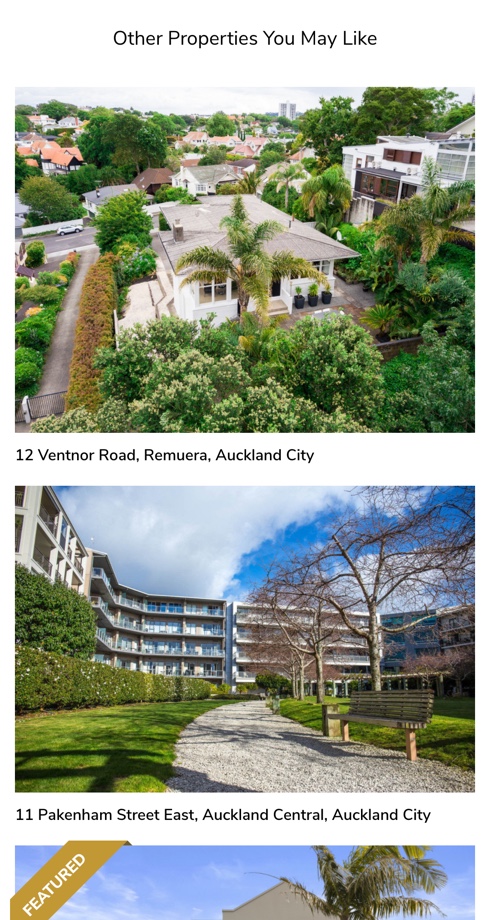 Other Properties You May Like
12 Ventnor Road, Remuera, Auckland City
11 Pakenham Street East, Auckland Central, Auckland City
FEATURED